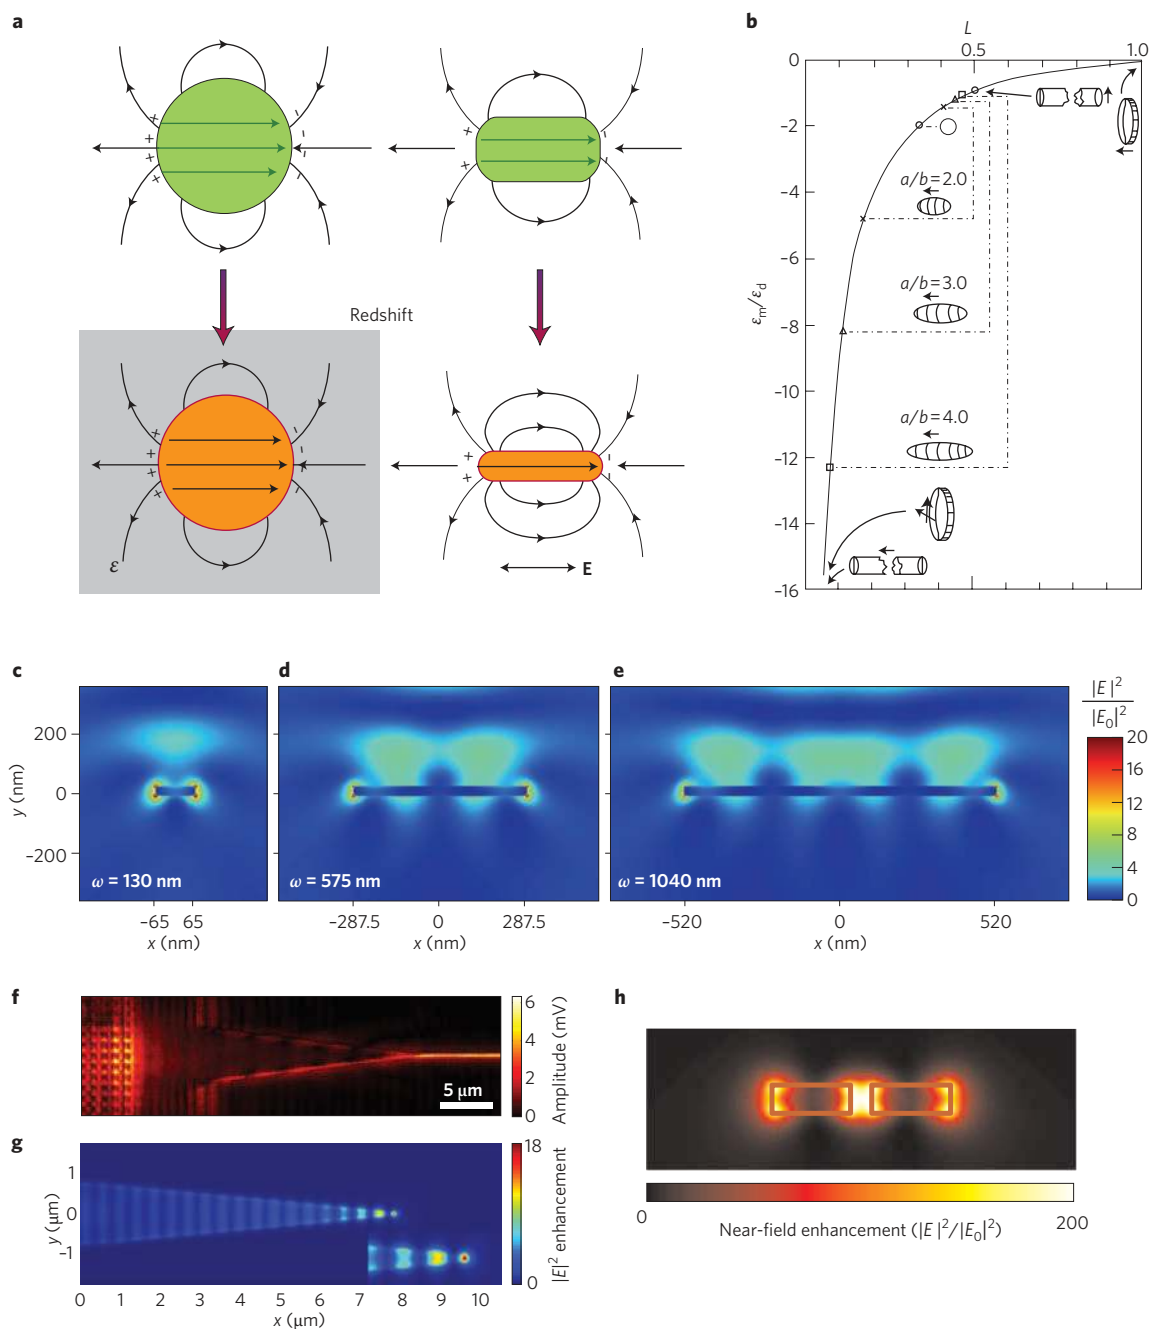 a
+
+
+
+
–
–
–
×
–
Redshift
+
+
+
+
–
–
–
ε
+
×
–
E
b
L
0.5
1.0
0
−2
−4
−6
−8
−10
−12
−14
−16
εm/εd
a/b=2.0
a/b=3.0
a/b=4.0
c
d
e
200
0
−200
y (nm)
ω = 130 nm
ω = 575 nm
ω = 1040 nm
−65 65
x (nm)
−287.5 0 287.5
x (nm)
−520 0 520
x (nm)
|E|²
|E₀|²
20
16
12
8
4
0
f
5 µm
6
4
2
0
Amplitude (mV)
g
1
0
−1
y (µm)
18
0
|E|² enhancement
0 1 2 3 4 5 6 7 8 9 10
x (µm)
h
0
200
Near-field enhancement (|E|²/|E₀|²)